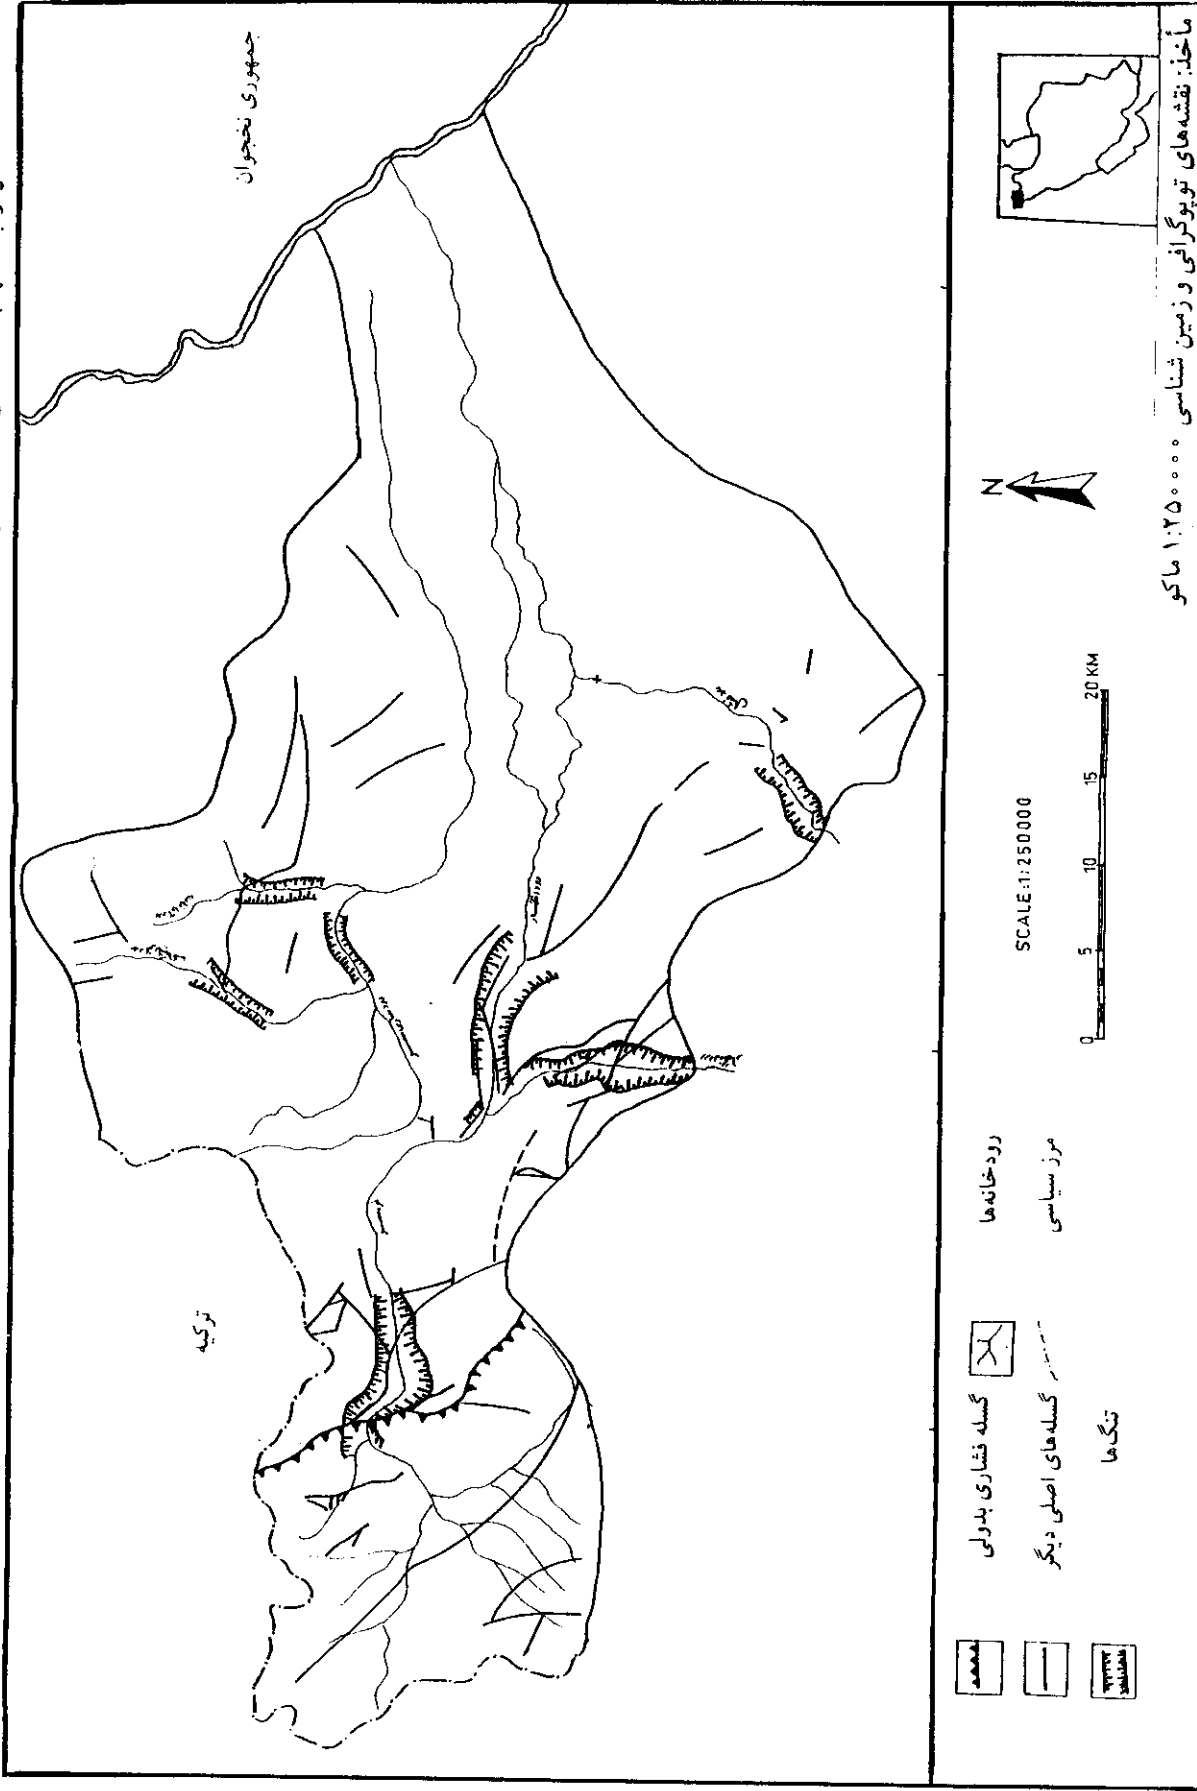 جمهوری نخجوان
ترکیه
گسله فشاری بدولی
رودخانه‌ها
گسله‌های اصلی دیگر
مرز سیاسی
تنگ‌ها
SCALE:1:250000
0 5 10 15 20 KM
N
مأخذ: نقشه‌های توپوگرافی و زمین شناسی ۱:۲۵۰۰۰۰ ماکو